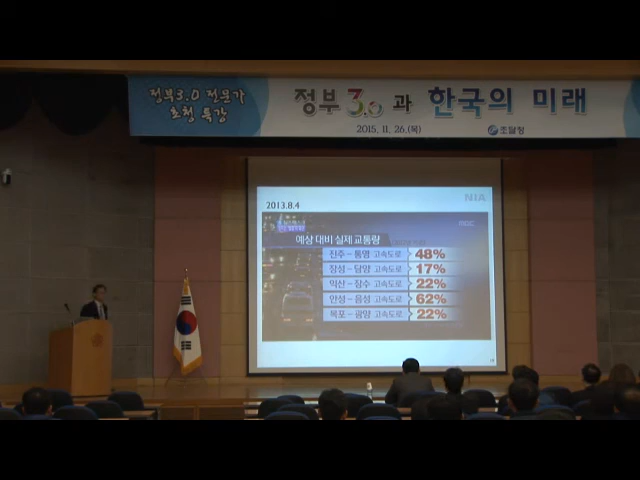 정부3.0 전문가
초청 특강
정부 3.0 과 한국의 미래
2015. 11. 26.(목)
조달청
NIA
2013.8.4
MBC
예상 대비 실제 교통량
진주 - 통영 고속도로 48%
장성 - 담양 고속도로 17%
익산 - 장수 고속도로 22%
안성 - 음성 고속도로 62%
목포 - 광양 고속도로 22%